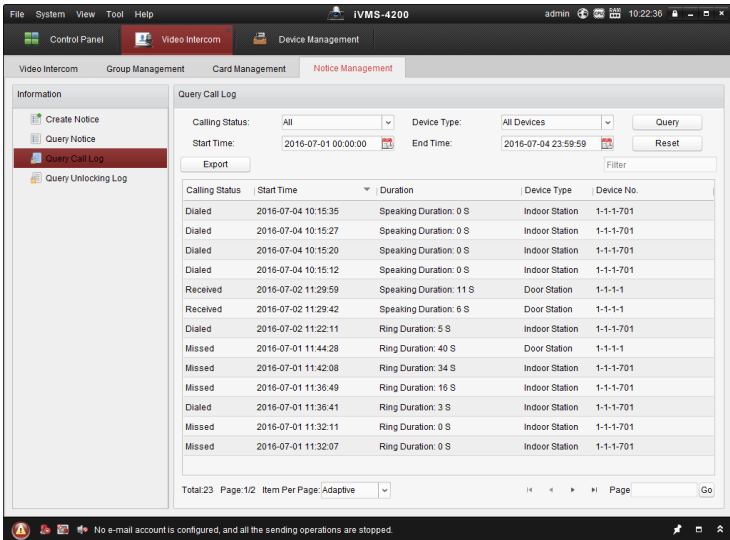 File System View Tool Help iVMS-4200 admin 10:22:36
Control Panel Video Intercom Device Management
Video Intercom Group Management Card Management Notice Management
Information Query Call Log
Create Notice
Query Notice
Query Call Log
Query Unlocking Log
Calling Status: All Device Type: All Devices Query
Start Time: 2016-07-01 00:00:00 End Time: 2016-07-04 23:59:59 Reset
Export Filter
Calling Status Start Time Duration Device Type Device No.
Dialed 2016-07-04 10:15:35 Speaking Duration: 0 S Indoor Station 1-1-1-701
Dialed 2016-07-04 10:15:27 Speaking Duration: 0 S Indoor Station 1-1-1-701
Dialed 2016-07-04 10:15:20 Speaking Duration: 0 S Indoor Station 1-1-1-701
Dialed 2016-07-04 10:15:12 Speaking Duration: 0 S Indoor Station 1-1-1-701
Received 2016-07-02 11:29:59 Speaking Duration: 11 S Door Station 1-1-1-1
Received 2016-07-02 11:29:42 Speaking Duration: 6 S Door Station 1-1-1-1
Dialed 2016-07-02 11:22:11 Ring Duration: 5 S Indoor Station 1-1-1-701
Missed 2016-07-01 11:44:28 Ring Duration: 40 S Door Station 1-1-1-1
Missed 2016-07-01 11:42:08 Ring Duration: 34 S Indoor Station 1-1-1-701
Missed 2016-07-01 11:36:49 Ring Duration: 16 S Indoor Station 1-1-1-701
Dialed 2016-07-01 11:36:41 Ring Duration: 3 S Indoor Station 1-1-1-701
Missed 2016-07-01 11:32:11 Ring Duration: 0 S Indoor Station 1-1-1-701
Missed 2016-07-01 11:32:07 Ring Duration: 0 S Indoor Station 1-1-1-701
Total:23 Page:1/2 Item Per Page: Adaptive Page Go
No e-mail account is configured, and all the sending operations are stopped.